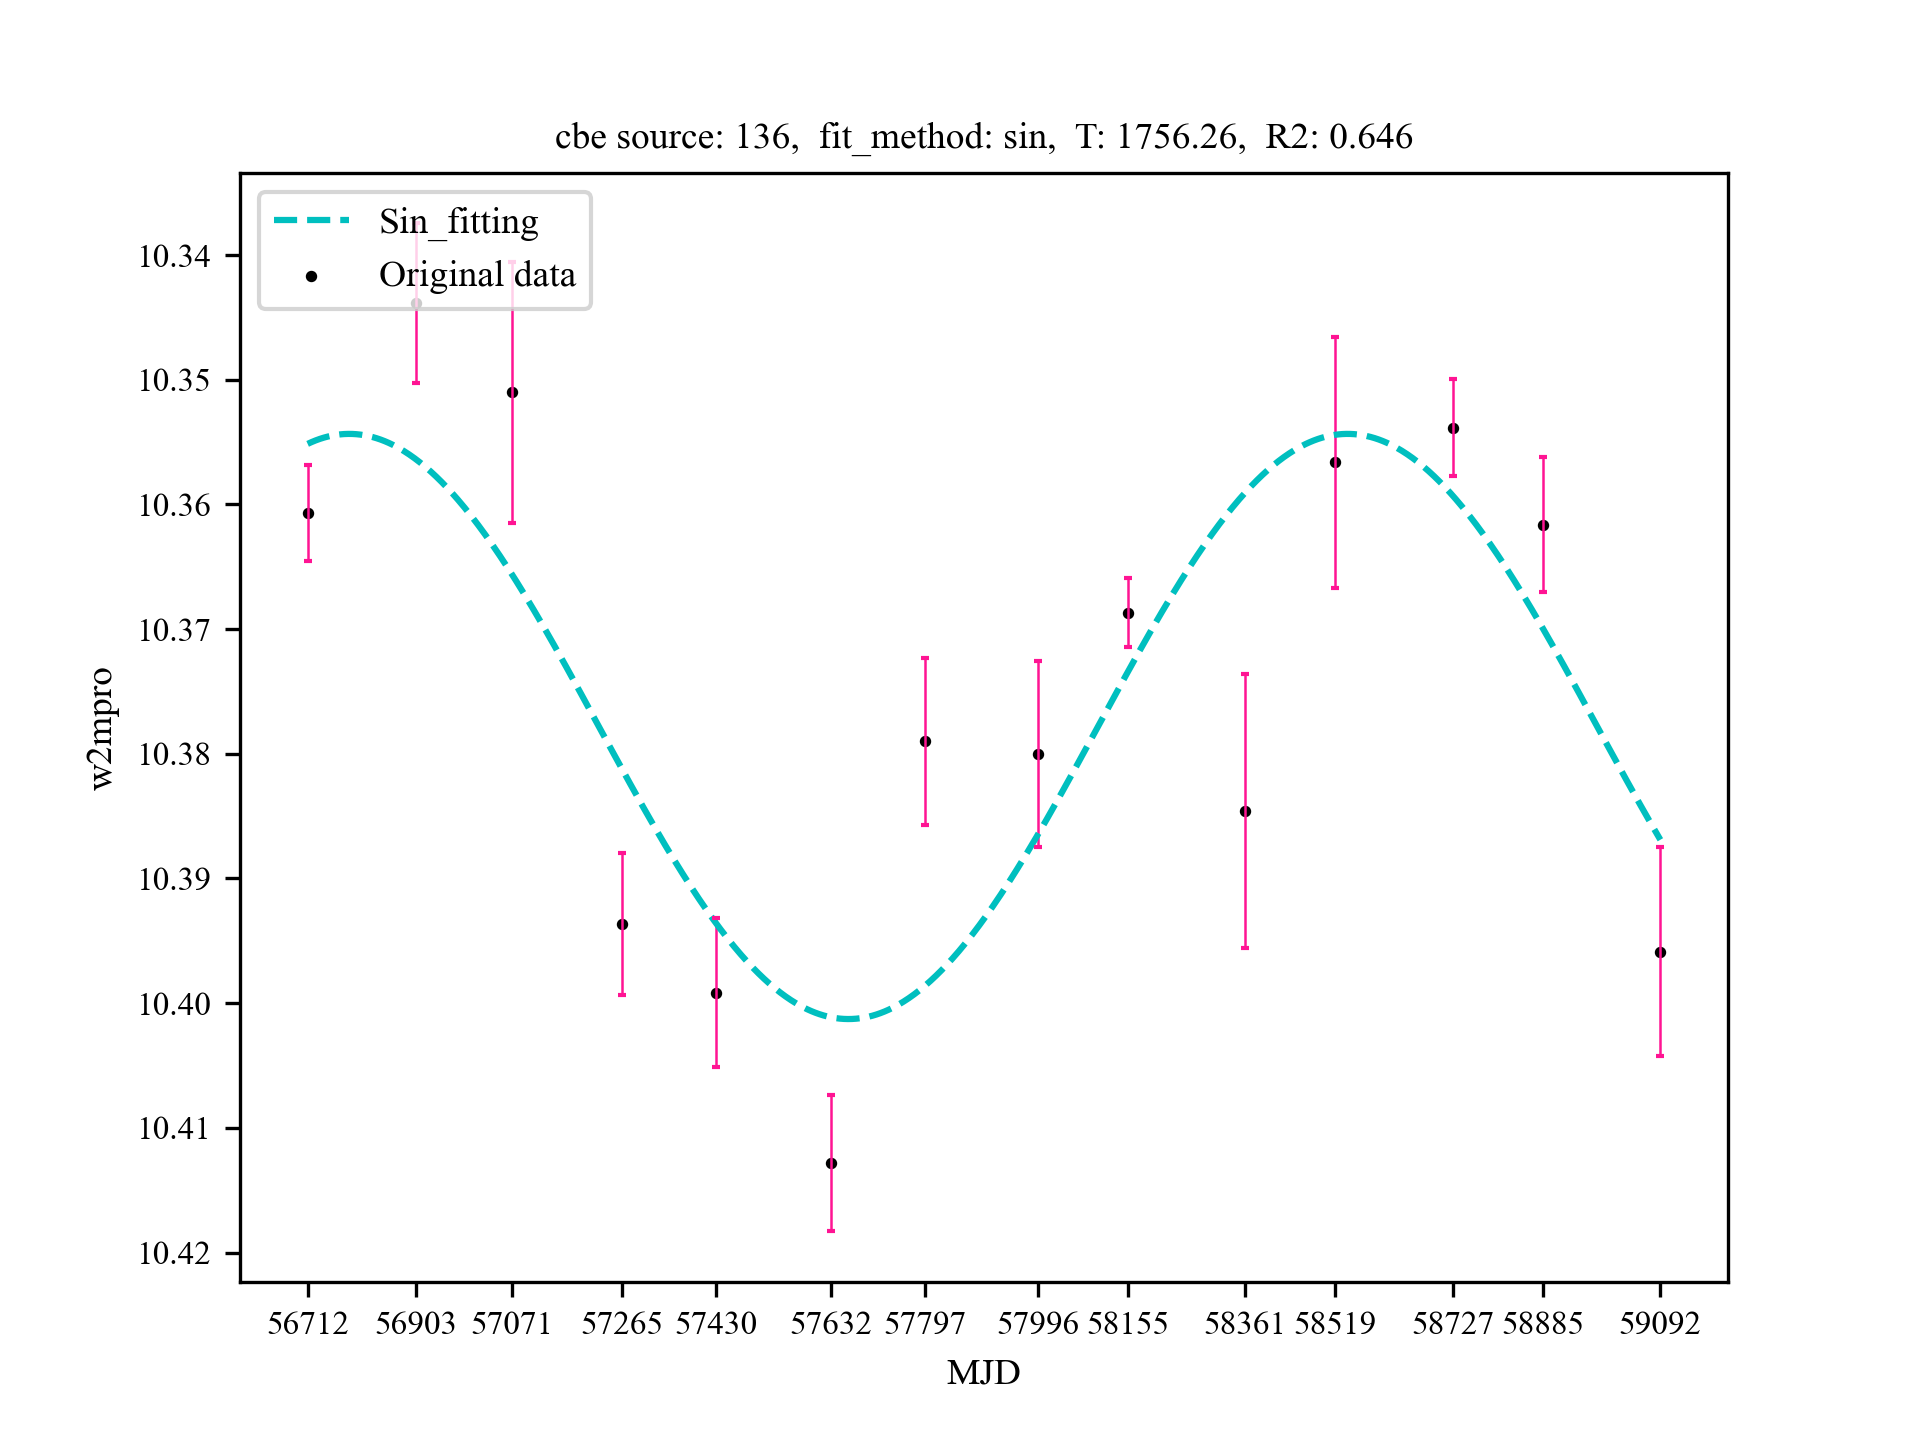 cbe source: 136,  fit_method: sin,  T: 1756.26,  R2: 0.646
Sin_fitting
Original data
10.34
10.35
10.36
10.37
10.38
10.39
10.40
10.41
10.42
w2mpro
56712 56903 57071 57265 57430 57632 57797 57996 58155 58361 58519 58727 58885 59092
MJD